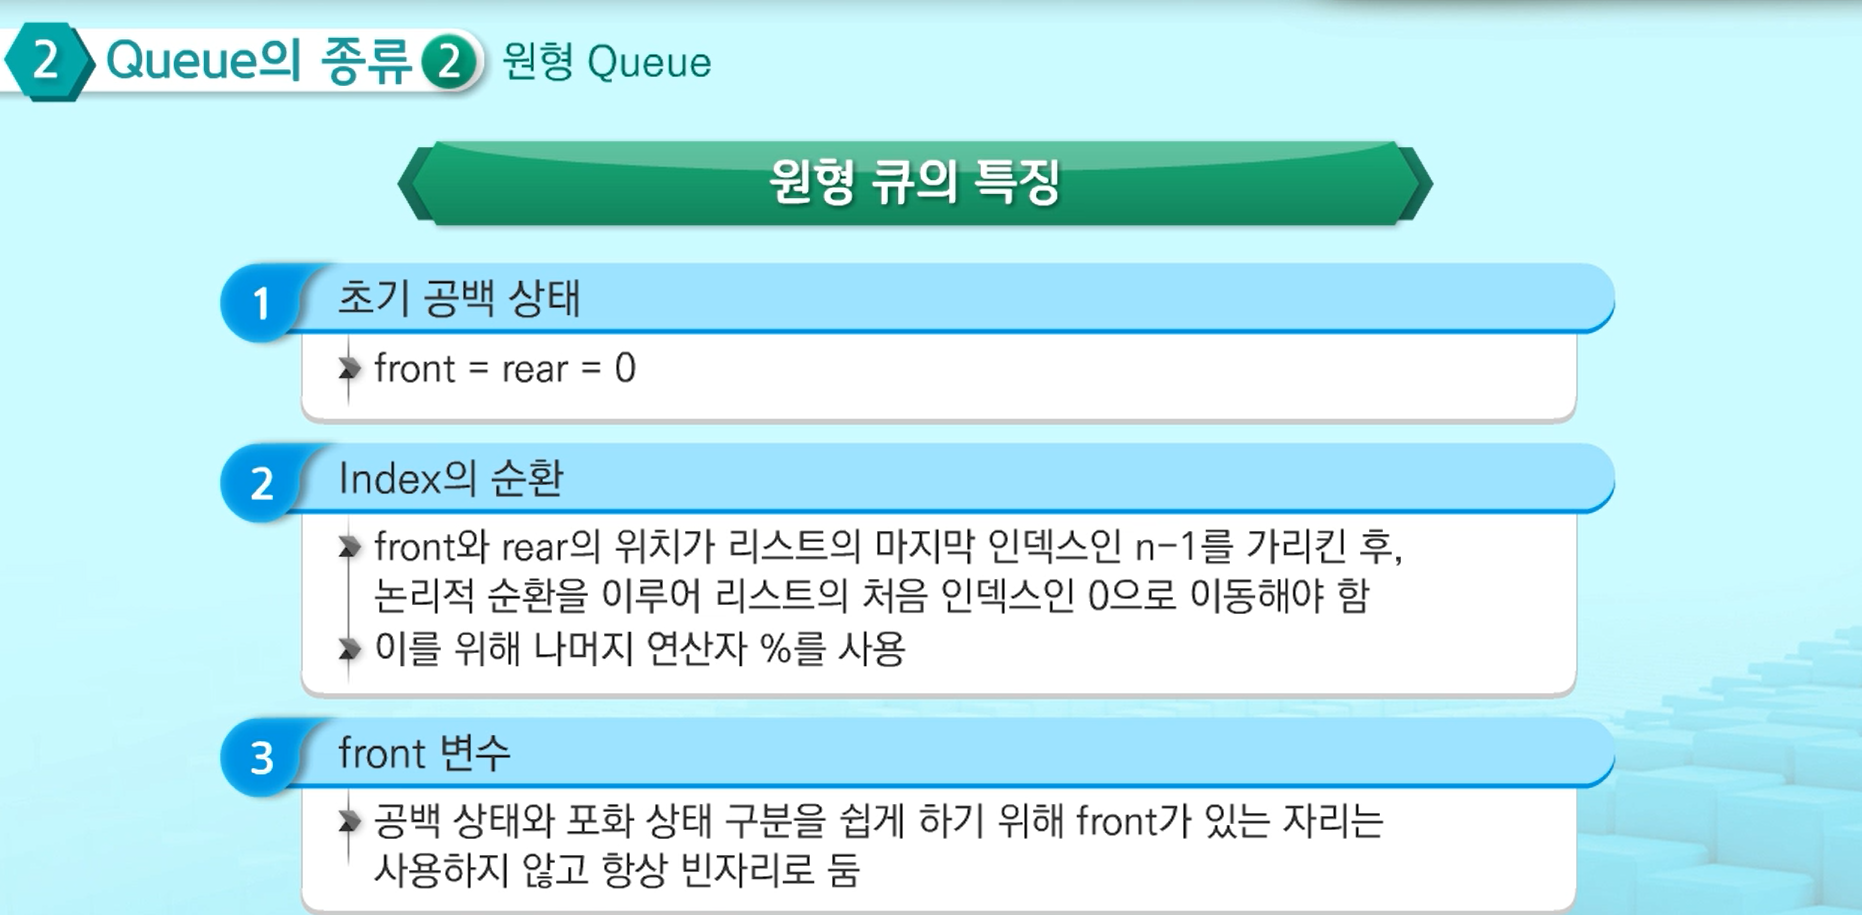 2 Queue의 종류 2 원형 Queue
원형 큐의 특징
1 초기 공백 상태
front = rear = 0
2 Index의 순환
front와 rear의 위치가 리스트의 마지막 인덱스인 n-1를 가리킨 후,
논리적 순환을 이루어 리스트의 처음 인덱스인 0으로 이동해야 함
이를 위해 나머지 연산자 %를 사용
3 front 변수
공백 상태와 포화 상태 구분을 쉽게 하기 위해 front가 있는 자리는
사용하지 않고 항상 빈자리로 둠